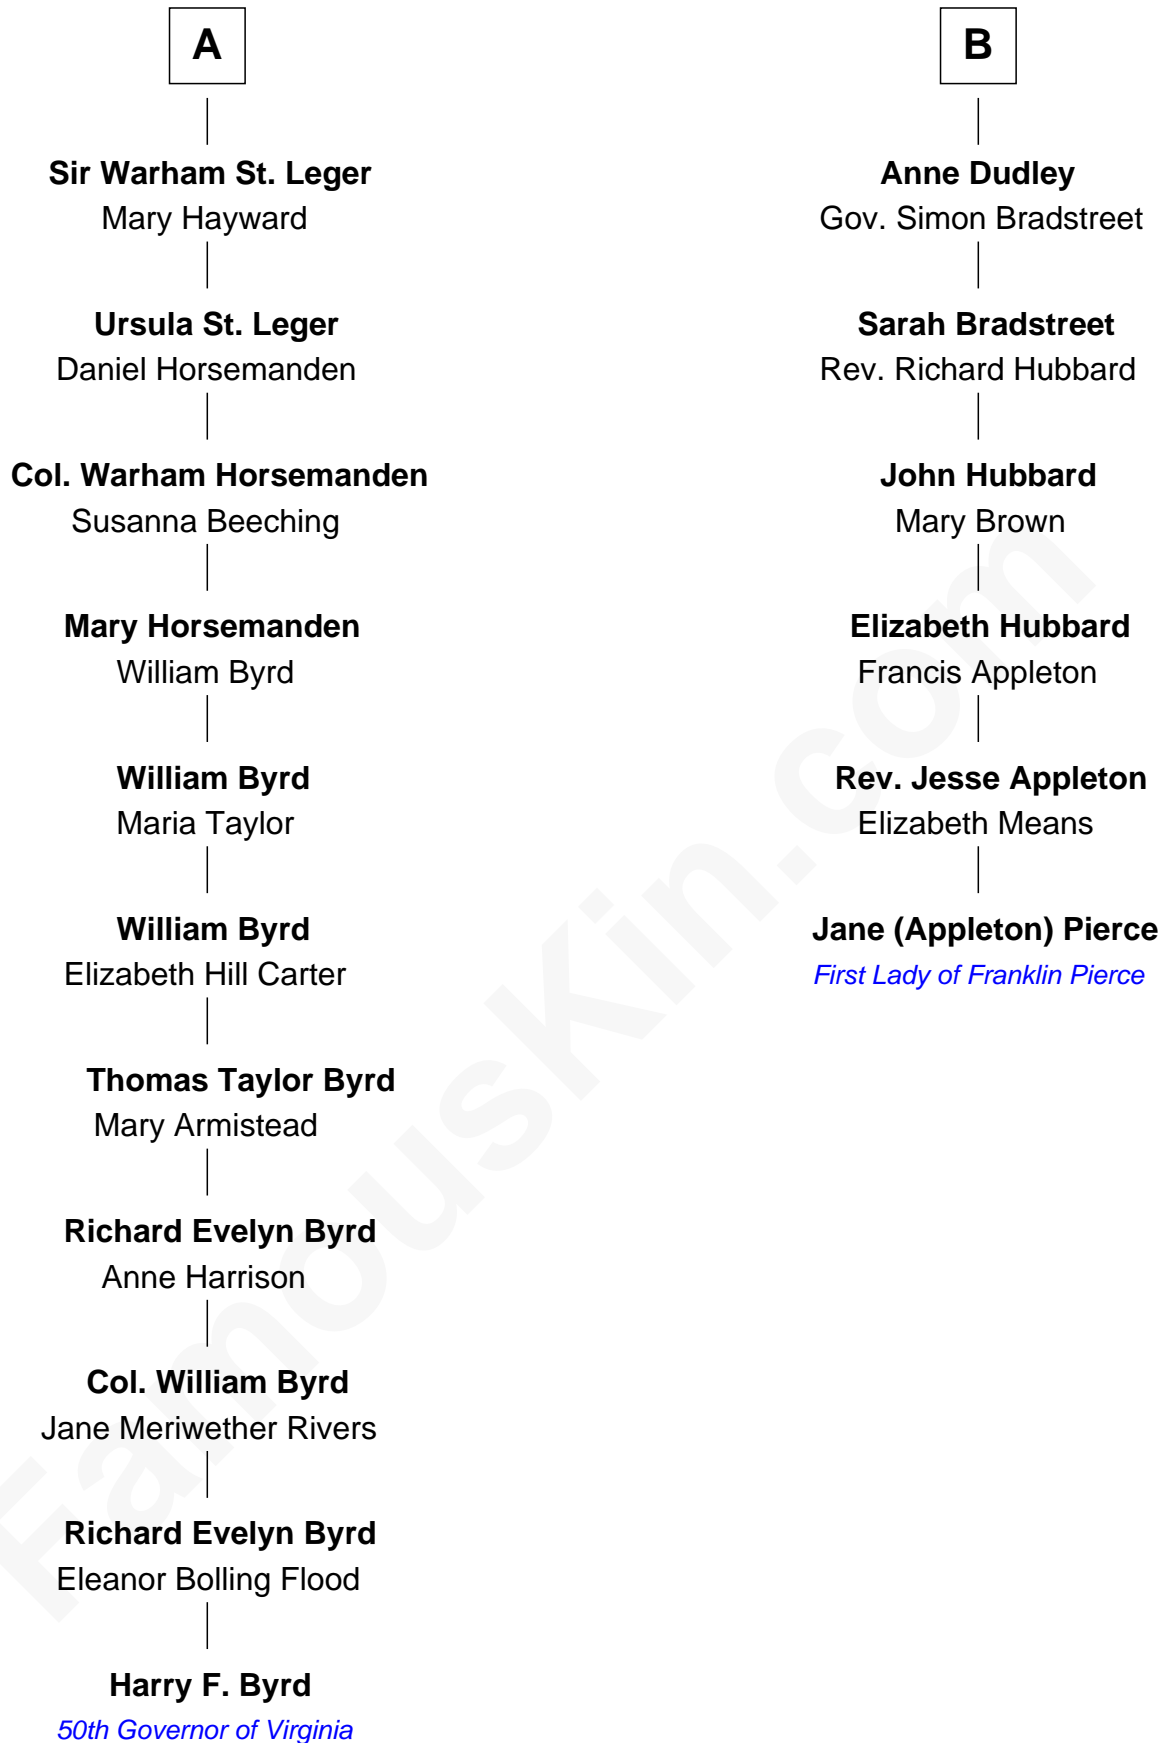 A
Sir Warham St. Leger
Mary Hayward
Ursula St. Leger
Daniel Horsemanden
Col. Warham Horsemanden
Susanna Beeching
Mary Horsemanden
William Byrd
William Byrd
Maria Taylor
William Byrd
Elizabeth Hill Carter
Thomas Taylor Byrd
Mary Armistead
Richard Evelyn Byrd
Anne Harrison
Col. William Byrd
Jane Meriwether Rivers
Richard Evelyn Byrd
Eleanor Bolling Flood
Harry F. Byrd
50th Governor of Virginia
B
Anne Dudley
Gov. Simon Bradstreet
Sarah Bradstreet
Rev. Richard Hubbard
John Hubbard
Mary Brown
Elizabeth Hubbard
Francis Appleton
Rev. Jesse Appleton
Elizabeth Means
Jane (Appleton) Pierce
First Lady of Franklin Pierce
FamousKin.com